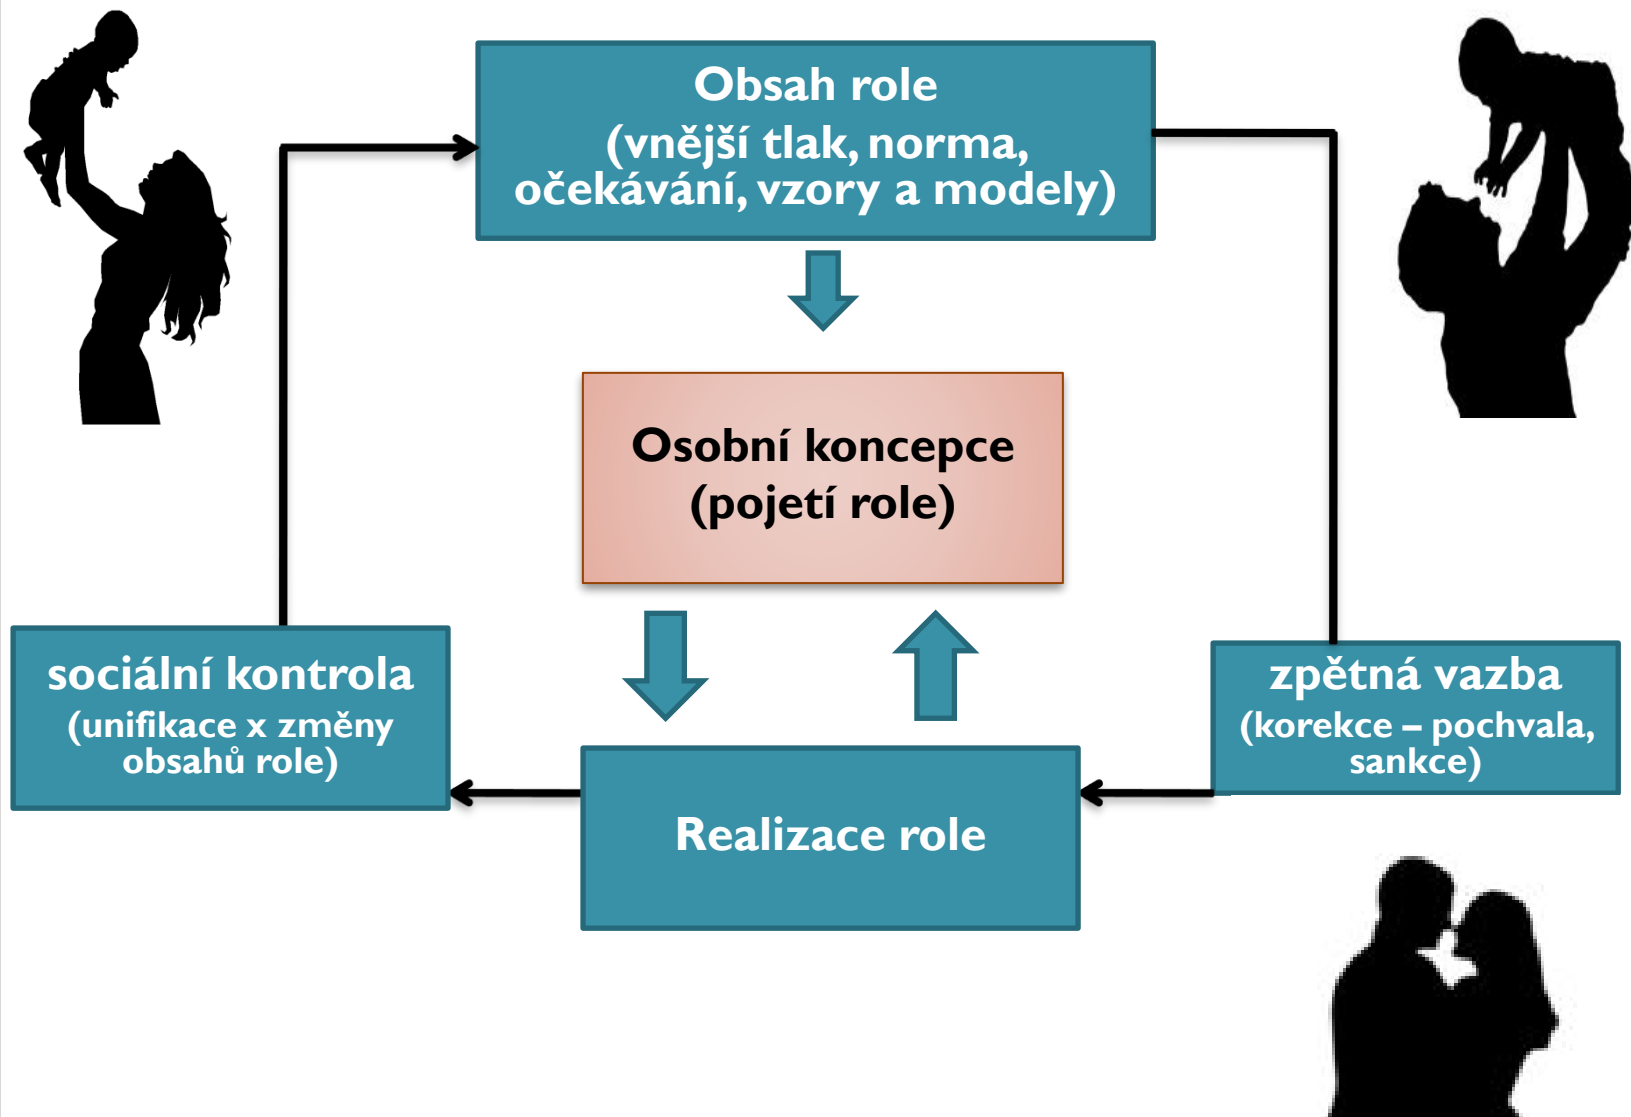 Obsah role
(vnější tlak, norma,
očekávání, vzory a modely)
Osobní koncepce
(pojetí role)
sociální kontrola
(unifikace x změny
obsahů role)
zpětná vazba
(korekce – pochvala,
sankce)
Realizace role